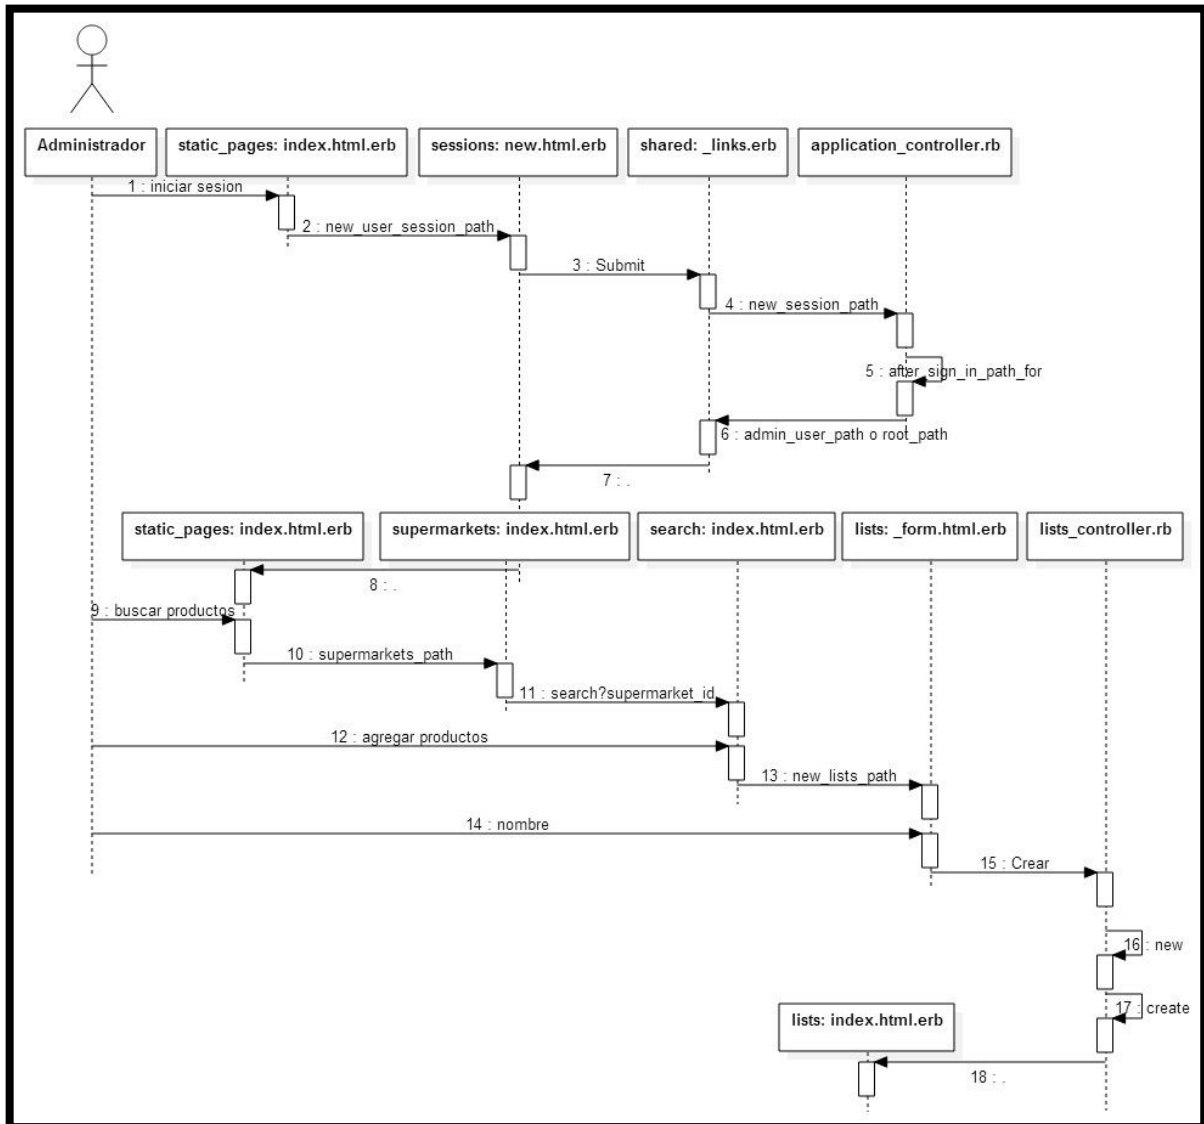 Administrador
static_pages: index.html.erb
sessions: new.html.erb
shared: _links.erb
application_controller.rb
1 : iniciar sesion
2 : new_user_session_path
3 : Submit
4 : new_session_path
5 : after_sign_in_path_for
6 : admin_user_path o root_path
7 : .
static_pages: index.html.erb
supermarkets: index.html.erb
search: index.html.erb
lists: _form.html.erb
lists_controller.rb
8 : .
9 : buscar productos
10 : supermarkets_path
11 : search?supermarket_id
12 : agregar productos
13 : new_lists_path
14 : nombre
15 : Crear
16 : new
17 : create
lists: index.html.erb
18 : .